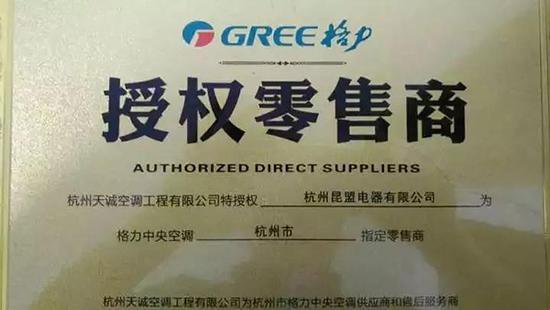 GREE格力
授权零售商
AUTHORIZED DIRECT SUPPLIERS
杭州天诚空调工程有限公司特授权 杭州昆盟电器有限公司 为
格力中央空调 杭州市 指定零售商
杭州天诚空调工程有限公司为杭州市格力中央空调供应商和售后服务商